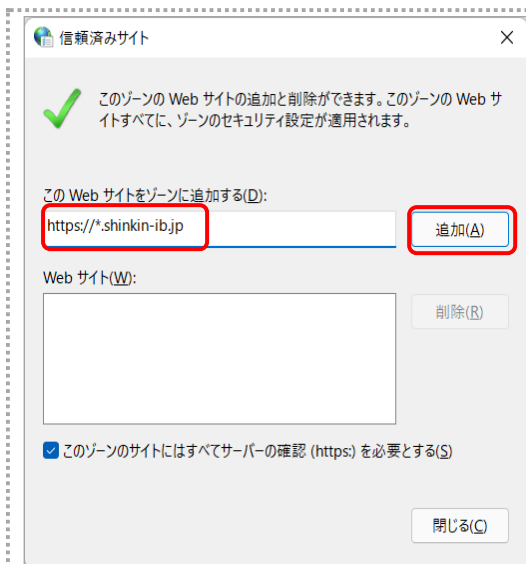 信頼済みサイト
このゾーンの Web サイトの追加と削除ができます。このゾーンの Web サ
イトすべてに、ゾーンのセキュリティ設定が適用されます。
この Web サイトをゾーンに追加する(D):
https://*.shinkin-ib.jp
追加(A)
Web サイト(W):
削除(R)
このゾーンのサイトにはすべてサーバーの確認 (https:) を必要とする(S)
閉じる(C)